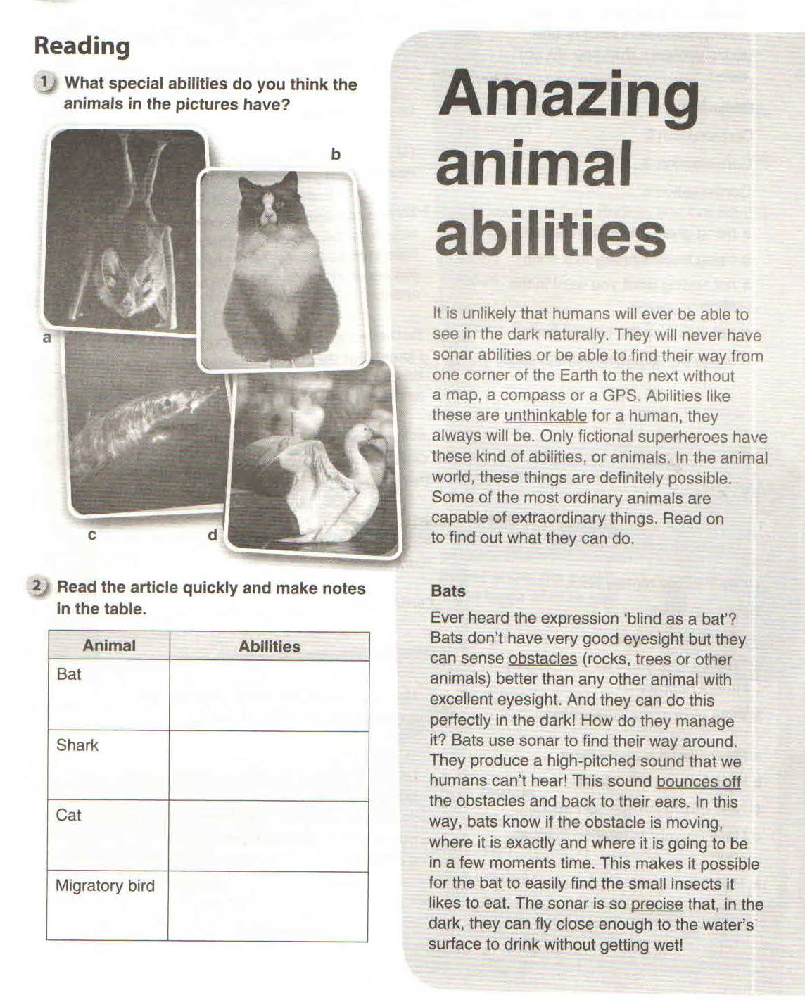 Reading
1 What special abilities do you think the
animals in the pictures have?
a
b
c
d
2 Read the article quickly and make notes
in the table.
Animal Abilities
Bat
Shark
Cat
Migratory bird
Amazing
animal
abilities
It is unlikely that humans will ever be able to
see in the dark naturally. They will never have
sonar abilities or be able to find their way from
one corner of the Earth to the next without
a map, a compass or a GPS. Abilities like
these are unthinkable for a human, they
always will be. Only fictional superheroes have
these kind of abilities, or animals. In the animal
world, these things are definitely possible.
Some of the most ordinary animals are
capable of extraordinary things. Read on
to find out what they can do.
Bats
Ever heard the expression ‘blind as a bat’?
Bats don’t have very good eyesight but they
can sense obstacles (rocks, trees or other
animals) better than any other animal with
excellent eyesight. And they can do this
perfectly in the dark! How do they manage
it? Bats use sonar to find their way around.
They produce a high-pitched sound that we
humans can’t hear! This sound bounces off
the obstacles and back to their ears. In this
way, bats know if the obstacle is moving,
where it is exactly and where it is going to be
in a few moments time. This makes it possible
for the bat to easily find the small insects it
likes to eat. The sonar is so precise that, in the
dark, they can fly close enough to the water’s
surface to drink without getting wet!